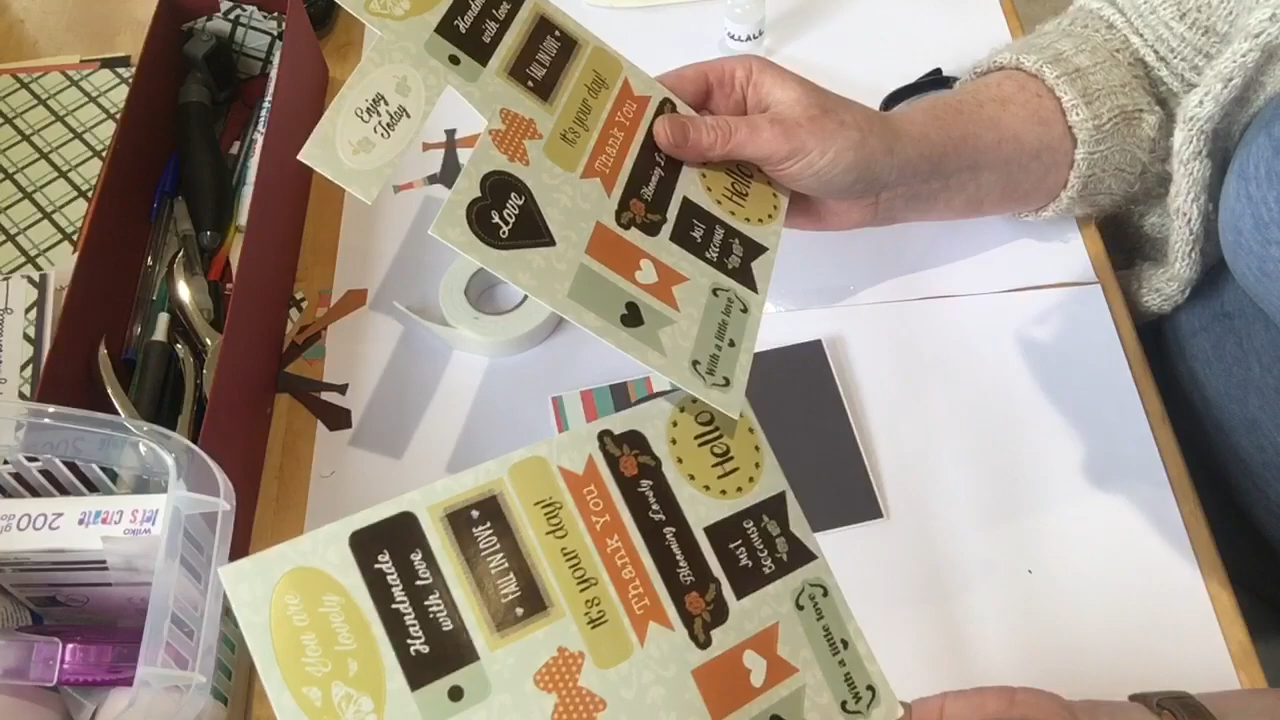 Handm
with love
FALL IN LOVE
It's your day!
Thank You
Blooming L
Hello
Enjoy
Today
Love
Just
Because
With a little love
You are
lovely
Handmade
with love
FALL IN LOVE
It's your day!
Thank You
Blooming Lovely
Hello
Just
Because
With a little love
wilko
let's create
200